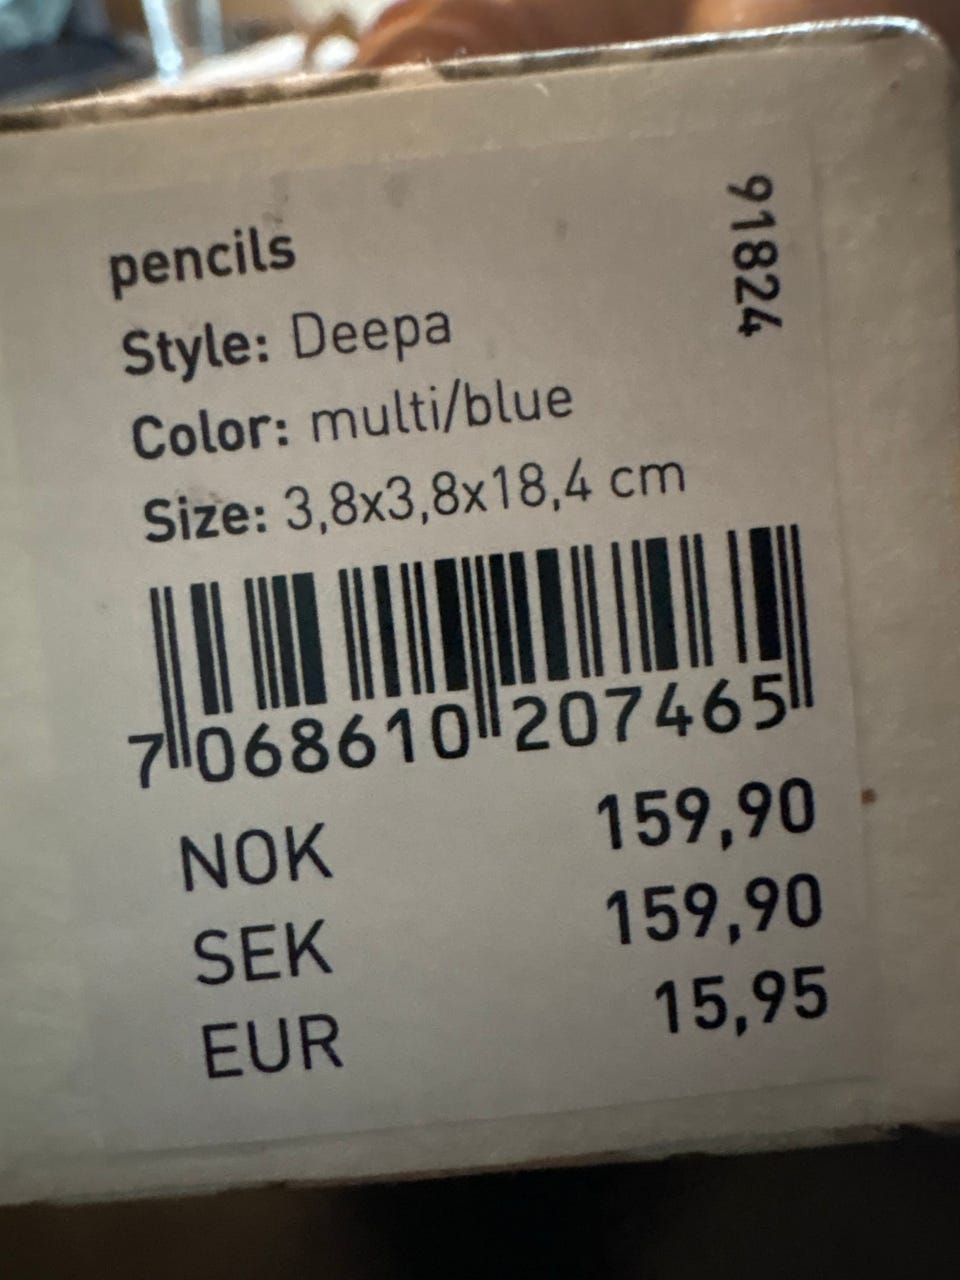 pencils
91824
Style: Deepa
Color: multi/blue
Size: 3,8x3,8x18,4 cm
7 068610 207465
NOK 159,90
SEK 159,90
EUR 15,95